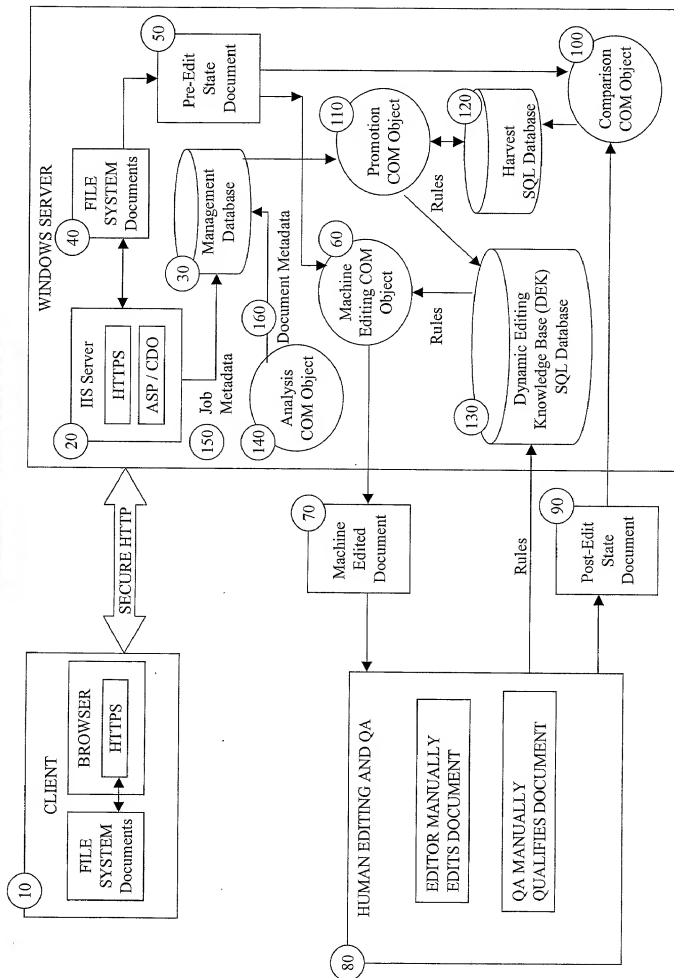 10
CLIENT
FILE
SYSTEM
Documents
BROWSER
HTTPS
SECURE HTTP
WINDOWS SERVER
20
IIS Server
HTTPS
ASP / CDO
40
FILE
SYSTEM
Documents
50
Pre-Edit
State
Document
150
Job
Metadata
30
Management
Database
160
Document Metadata
140
Analysis
COM Object
110
Promotion
COM Object
60
Machine
Editing COM
Object
Rules
Rules
120
Harvest
SQL Database
100
Comparison
COM Object
130
Dynamic Editing
Knowledge Base (DEK)
SQL Database
70
Machine
Edited
Document
80
HUMAN EDITING AND QA
EDITOR MANUALLY
EDITS DOCUMENT
QA MANUALLY
QUALIFIES DOCUMENT
Rules
90
Post-Edit
State
Document